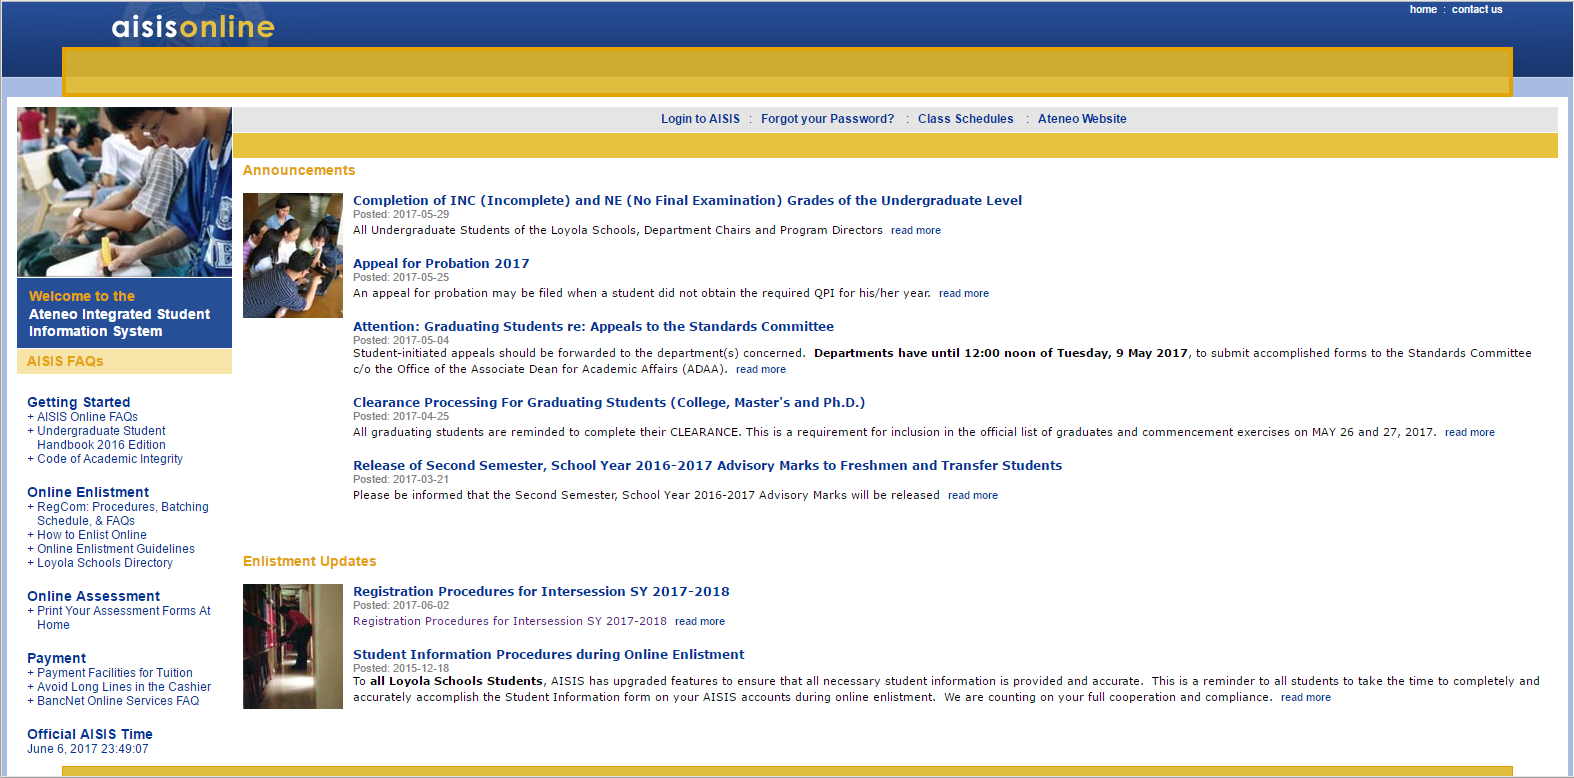 aisisonline
home : contact us
Login to AISIS : Forgot your Password? : Class Schedules : Ateneo Website
Welcome to the
Ateneo Integrated Student
Information System
AISIS FAQs
Getting Started
+ AISIS Online FAQs
+ Undergraduate Student
Handbook 2016 Edition
+ Code of Academic Integrity
Online Enlistment
+ RegCom: Procedures, Batching
Schedule, & FAQs
+ How to Enlist Online
+ Online Enlistment Guidelines
+ Loyola Schools Directory
Online Assessment
+ Print Your Assessment Forms At
Home
Payment
+ Payment Facilities for Tuition
+ Avoid Long Lines in the Cashier
+ BancNet Online Services FAQ
Official AISIS Time
June 6, 2017 23:49:07
Announcements
Completion of INC (Incomplete) and NE (No Final Examination) Grades of the Undergraduate Level
Posted: 2017-05-29
All Undergraduate Students of the Loyola Schools, Department Chairs and Program Directors read more
Appeal for Probation 2017
Posted: 2017-05-25
An appeal for probation may be filed when a student did not obtain the required QPI for his/her year. read more
Attention: Graduating Students re: Appeals to the Standards Committee
Posted: 2017-05-04
Student-initiated appeals should be forwarded to the department(s) concerned. Departments have until 12:00 noon of Tuesday, 9 May 2017, to submit accomplished forms to the Standards Committee
c/o the Office of the Associate Dean for Academic Affairs (ADAA). read more
Clearance Processing For Graduating Students (College, Master's and Ph.D.)
Posted: 2017-04-25
All graduating students are reminded to complete their CLEARANCE. This is a requirement for inclusion in the official list of graduates and commencement exercises on MAY 26 and 27, 2017. read more
Release of Second Semester, School Year 2016-2017 Advisory Marks to Freshmen and Transfer Students
Posted: 2017-03-21
Please be informed that the Second Semester, School Year 2016-2017 Advisory Marks will be released read more
Enlistment Updates
Registration Procedures for Intersession SY 2017-2018
Posted: 2017-06-02
Registration Procedures for Intersession SY 2017-2018 read more
Student Information Procedures during Online Enlistment
Posted: 2015-12-18
To all Loyola Schools Students, AISIS has upgraded features to ensure that all necessary student information is provided and accurate. This is a reminder to all students to take the time to completely and
accurately accomplish the Student Information form on your AISIS accounts during online enlistment. We are counting on your full cooperation and compliance. read more